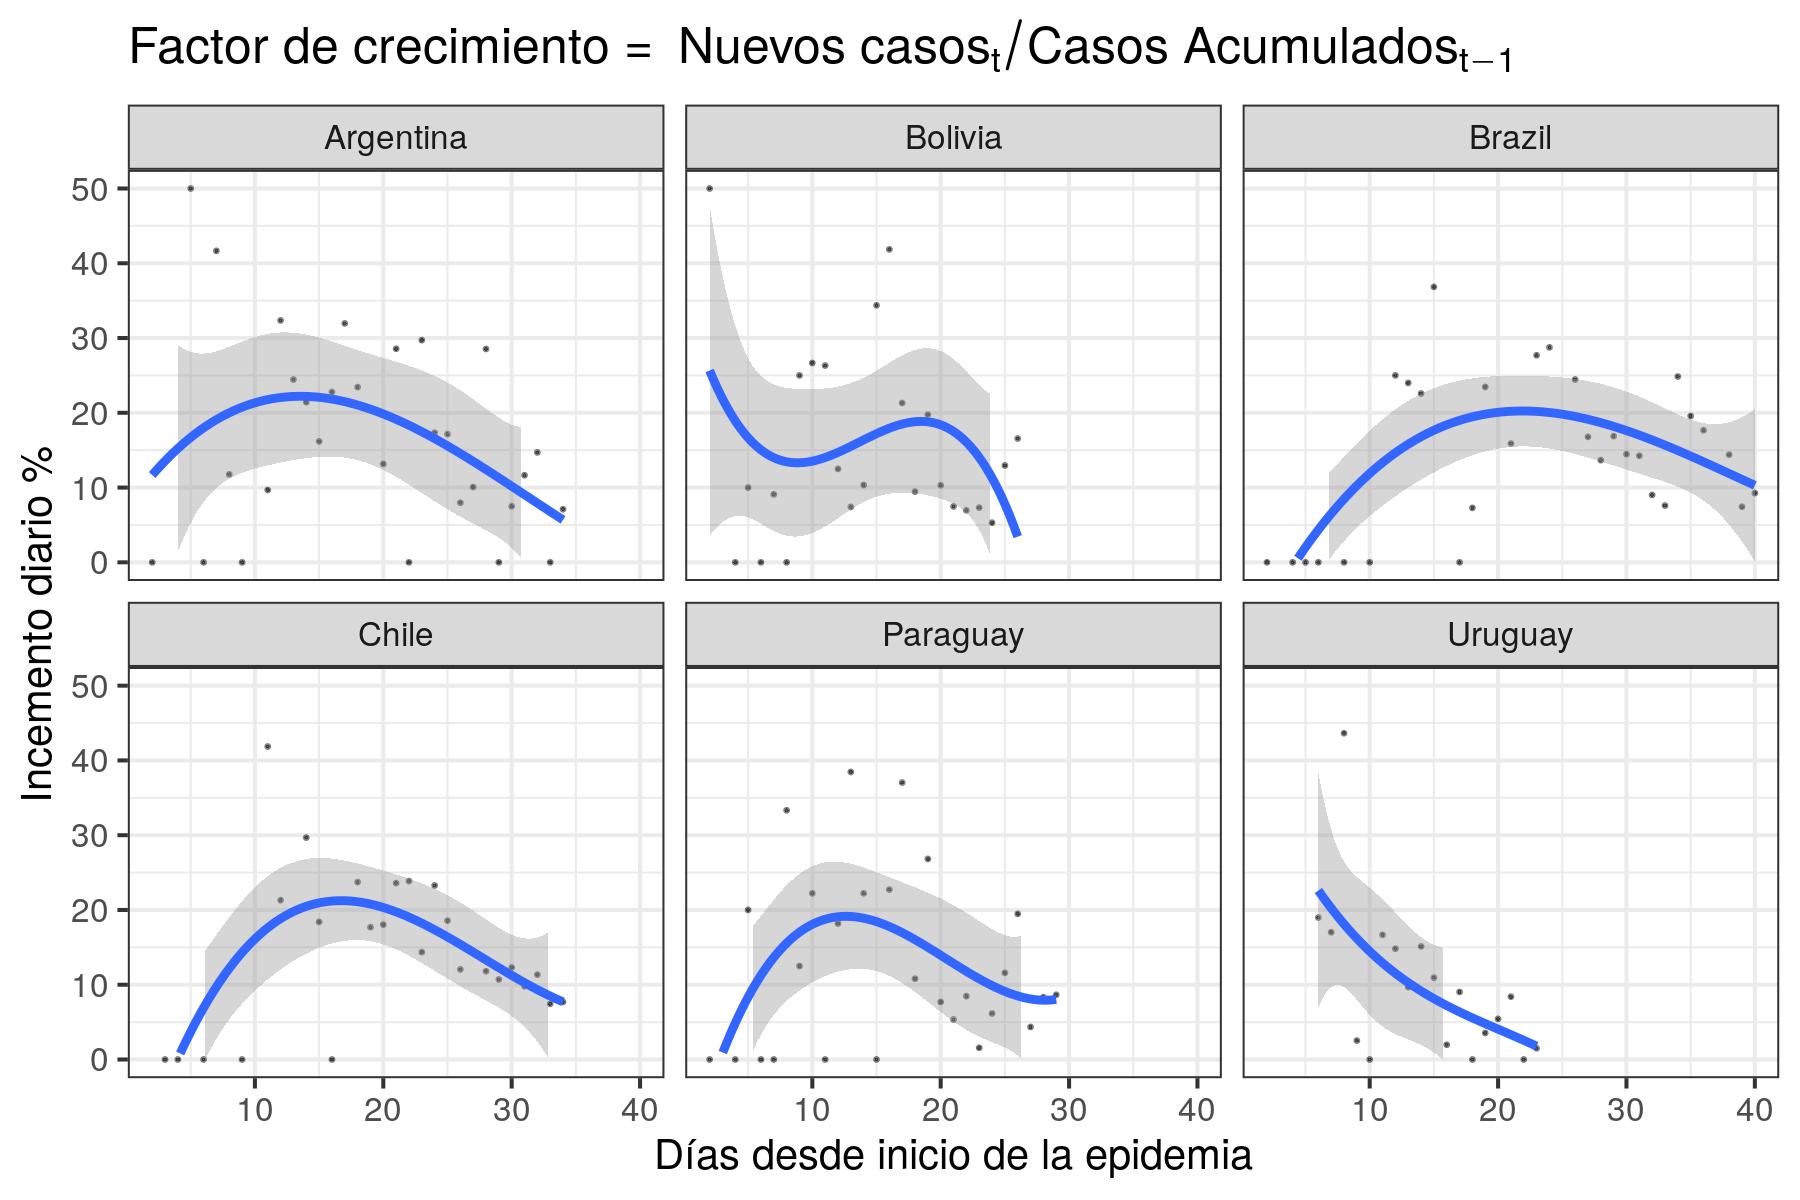 Factor de crecimiento = Nuevos casosₜ/Casos Acumuladosₜ₋₁
Argentina
Bolivia
Brazil
50
40
30
20
10
0
Chile
Paraguay
Uruguay
50
40
30
20
10
0
10 20 30 40
10 20 30 40
10 20 30 40
Incemento diario %
Días desde inicio de la epidemia